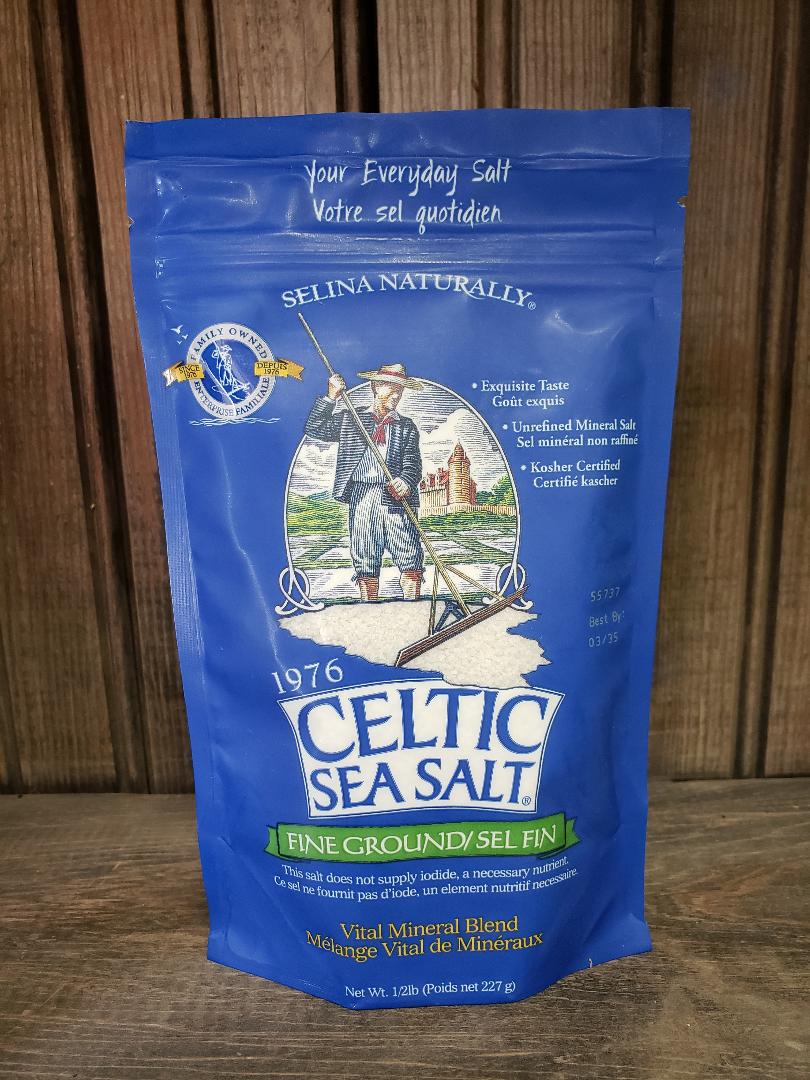 Your Everyday Salt
Votre sel quotidien
SELINA NATURALLY®
FAMILY OWNED
SINCE 1976
DEPUIS 1976
ENTERPRISE FAMILIALE
• Exquisite Taste
Goût exquis
• Unrefined Mineral Salt
Sel minéral non raffiné
• Kosher Certified
Certifié kascher
55737
Best By:
03/35
1976
CELTIC
SEA SALT®
FINE GROUND/SEL FIN
This salt does not supply iodide, a necessary nutrient.
Ce sel ne fournit pas d'iode, un element nutritif necessaire.
Vital Mineral Blend
Mélange Vital de Minéraux
Net Wt. 1/2lb (Poids net 227 g)